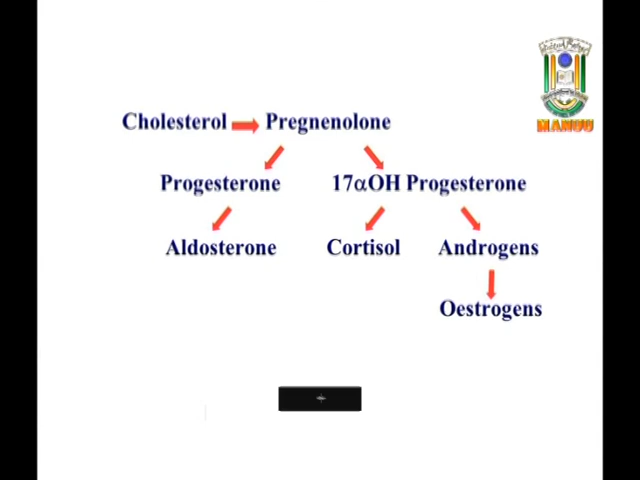 Cholesterol Pregnenolone
Progesterone 17αOH Progesterone
Aldosterone Cortisol Androgens
Oestrogens
MANUU